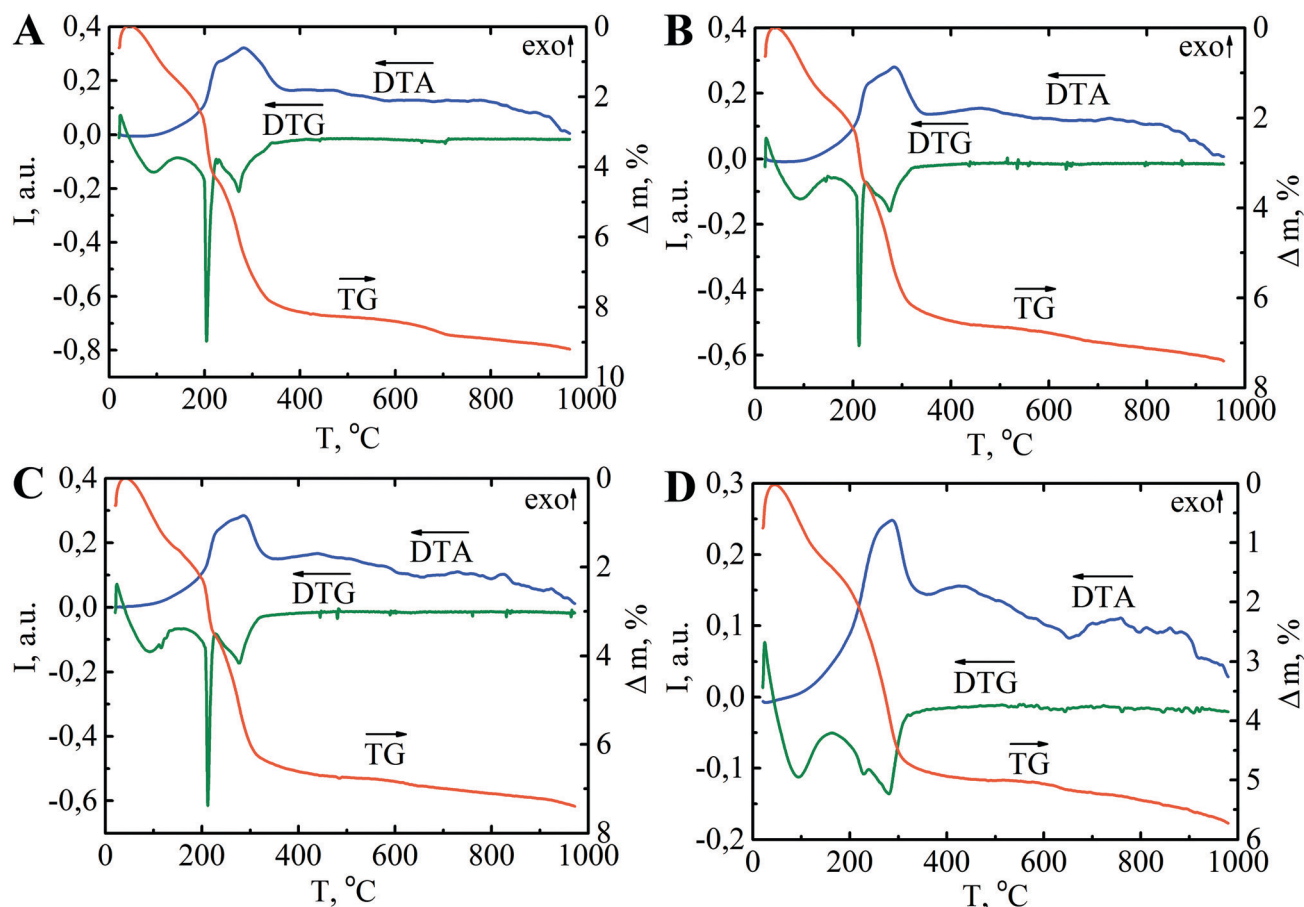 A
exo↑
0,4
0,2
0,0
-0,2
-0,4
-0,6
-0,8
I, a.u.
DTA
DTG
TG
0
2
4
6
8
10
Δ m, %
0 200 400 600 800 1000
T, °C
B
exo↑
0,4
0,2
0,0
-0,2
-0,4
-0,6
I, a.u.
DTA
DTG
TG
0
2
4
6
8
Δ m, %
0 200 400 600 800 1000
T, °C
C
exo↑
0,4
0,2
0,0
-0,2
-0,4
-0,6
I, a.u.
DTA
DTG
TG
0
2
4
6
8
Δ m, %
0 200 400 600 800 1000
T, °C
D
exo↑
0,3
0,2
0,1
0,0
-0,1
-0,2
I, a.u.
DTA
DTG
TG
0
1
2
3
4
5
6
Δ m, %
0 200 400 600 800 1000
T, °C